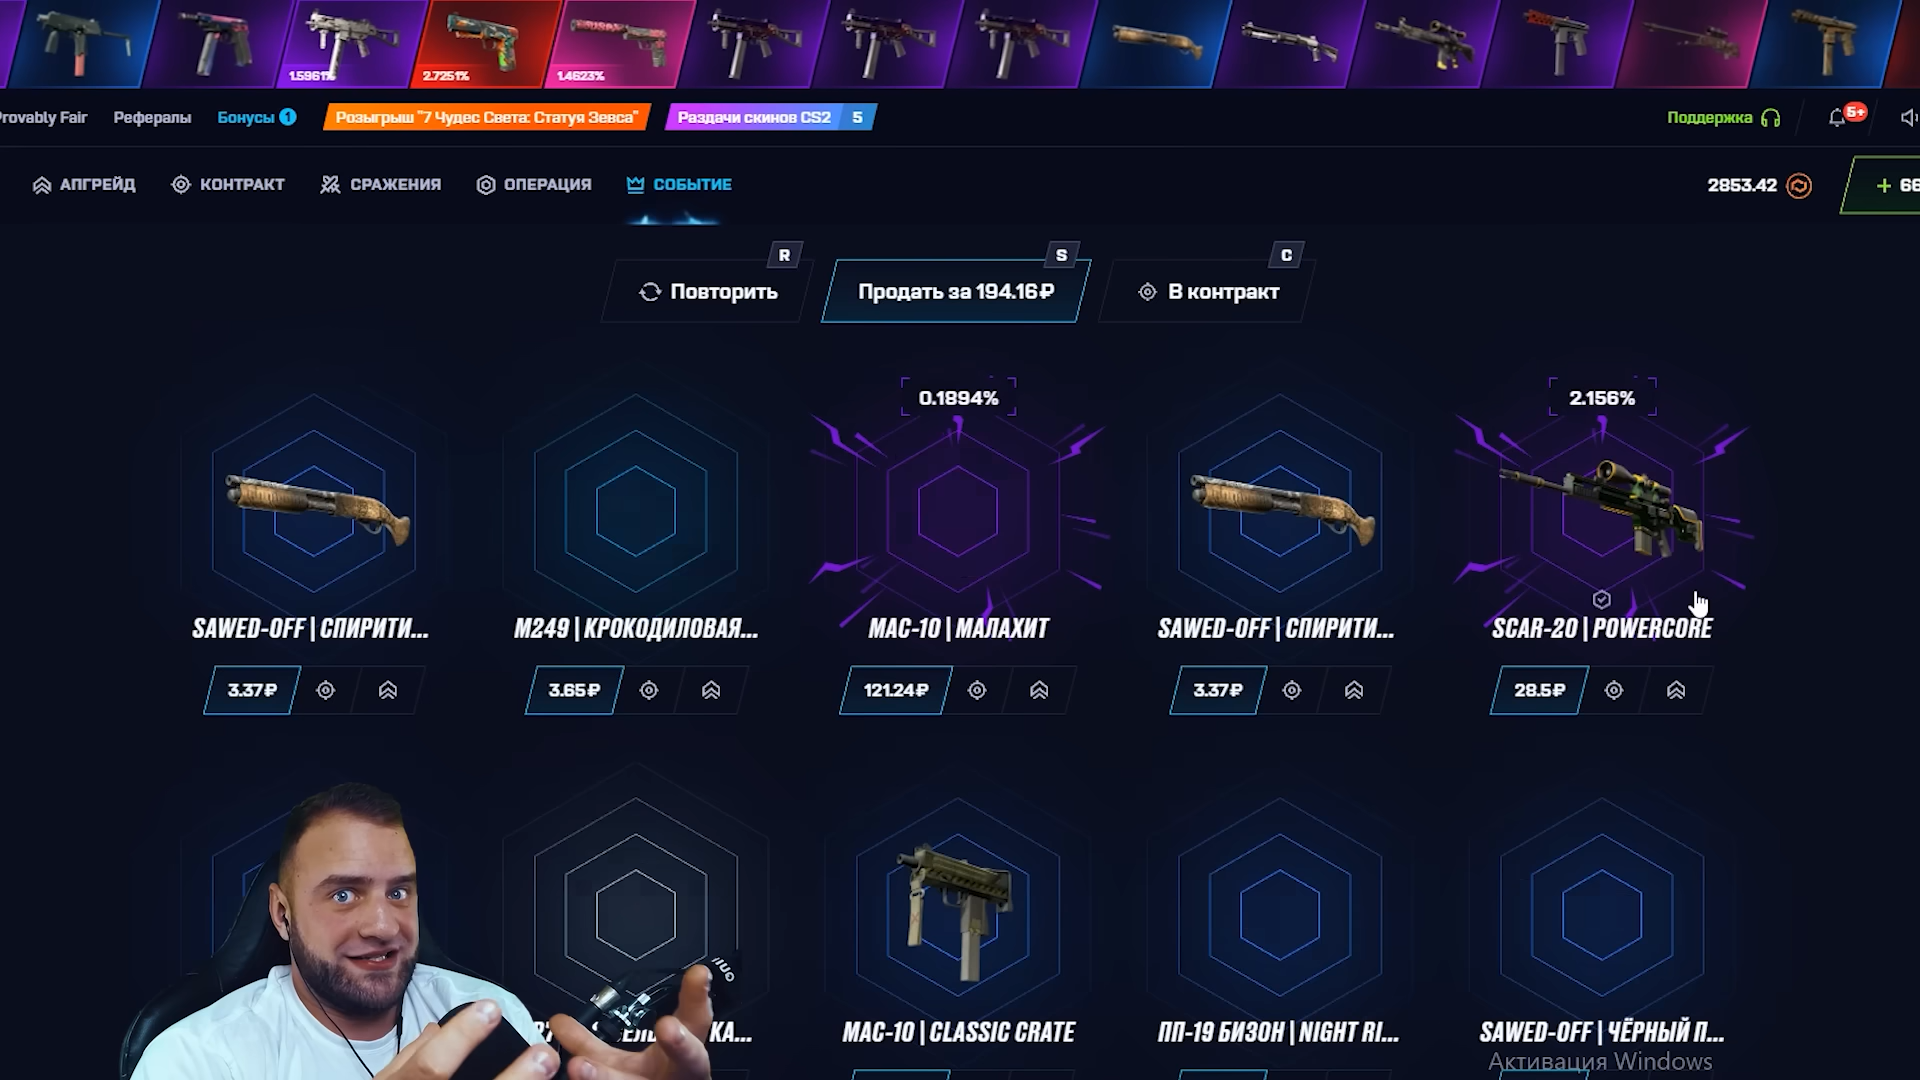 1.5961%
2.7251%
1.4623%
Provably Fair
Рефералы
Бонусы 1
Розыгрыш "7 Чудес Света: Статуя Зевса"
Раздачи скинов CS2 5
Поддержка
5+
АПГРЕЙД
КОНТРАКТ
СРАЖЕНИЯ
ОПЕРАЦИЯ
СОБЫТИЕ
2853.42
+ 66
R
S
C
Повторить
Продать за 194.16₽
В контракт
0.1894%
2.156%
SAWED-OFF | СПИРИТИ...
M249 | КРОКОДИЛОВАЯ...
MAC-10 | МАЛАХИТ
SAWED-OFF | СПИРИТИ...
SCAR-20 | POWERCORE
3.37₽
3.65₽
121.24₽
3.37₽
28.5₽
КА...
MAC-10 | CLASSIC CRATE
ПП-19 БИЗОН | NIGHT RI...
SAWED-OFF | ЧЁРНЫЙ П...
Активация Windows